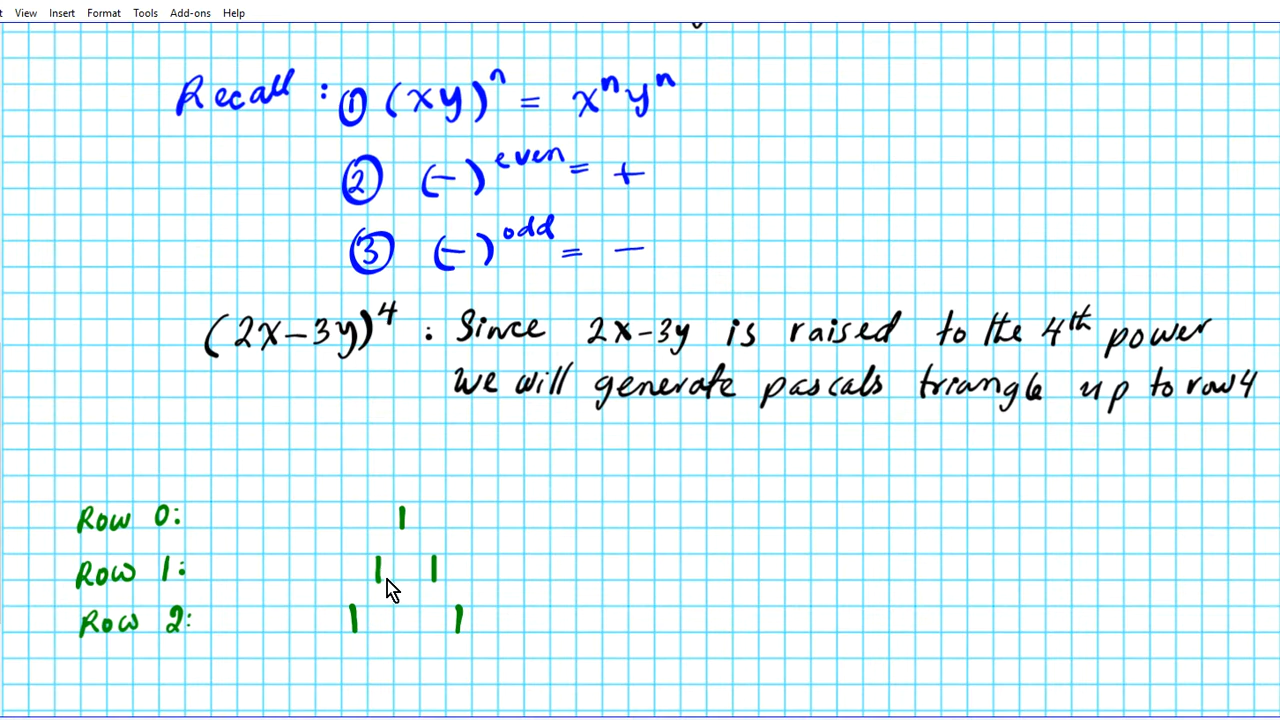 View Insert Format Tools Add-ons Help
Recall : ① (xy)ⁿ = xⁿyⁿ
② (-)^even = +
③ (-)^odd = -
(2x-3y)⁴ : Since 2x-3y is raised to the 4th power
we will generate pascals triangle up to row 4
Row 0: 1
Row 1: 1 1
Row 2: 1 1